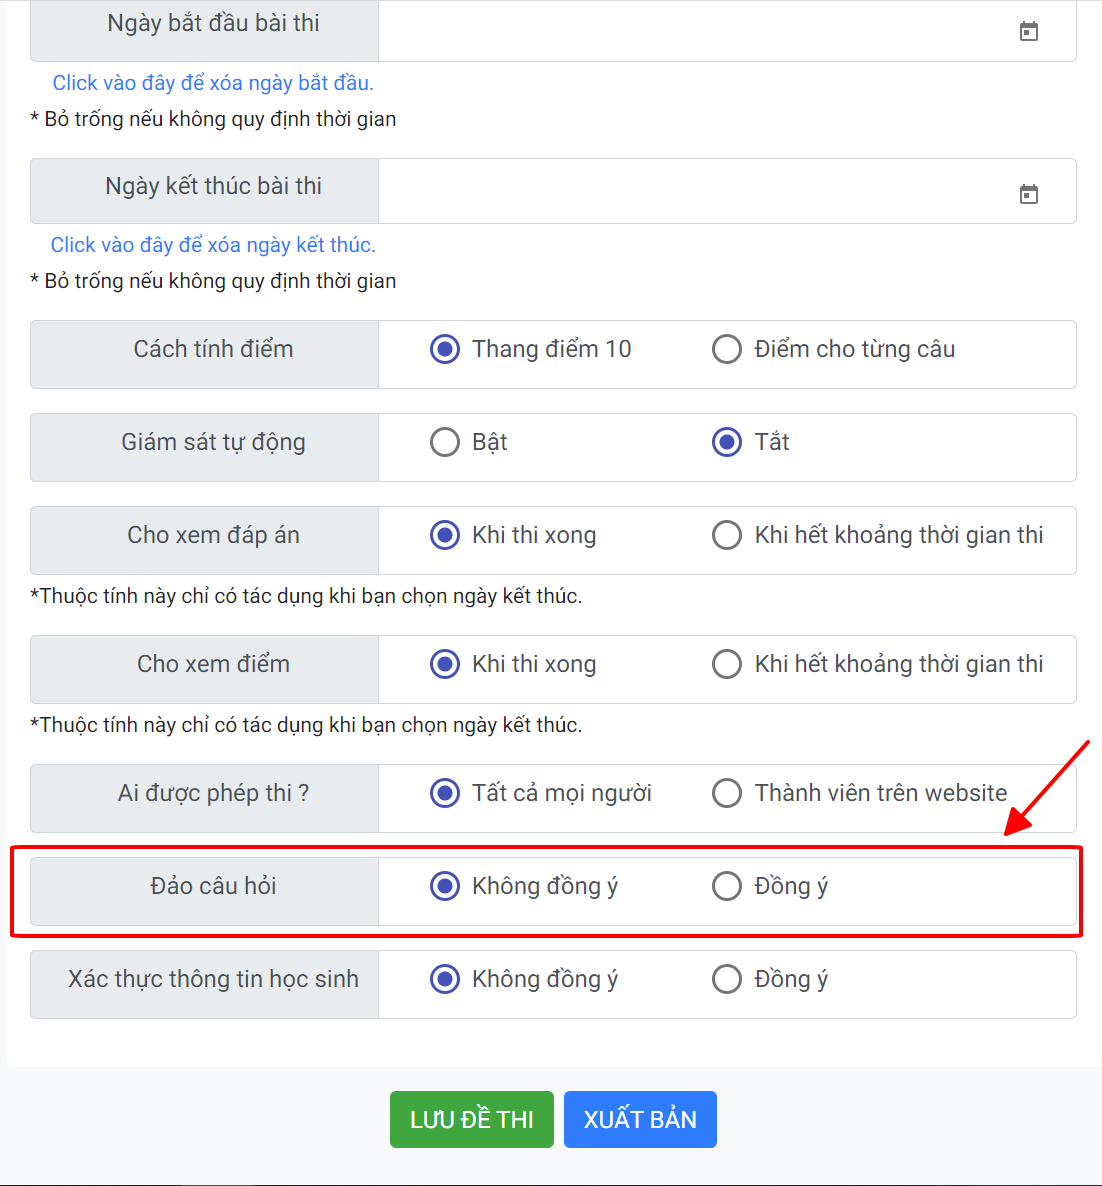 Ngày bắt đầu bài thi
Click vào đây để xóa ngày bắt đầu.
* Bỏ trống nếu không quy định thời gian
Ngày kết thúc bài thi
Click vào đây để xóa ngày kết thúc.
* Bỏ trống nếu không quy định thời gian
Cách tính điểm Thang điểm 10 Điểm cho từng câu
Giám sát tự động Bật Tắt
Cho xem đáp án Khi thi xong Khi hết khoảng thời gian thi
*Thuộc tính này chỉ có tác dụng khi bạn chọn ngày kết thúc.
Cho xem điểm Khi thi xong Khi hết khoảng thời gian thi
*Thuộc tính này chỉ có tác dụng khi bạn chọn ngày kết thúc.
Ai được phép thi ? Tất cả mọi người Thành viên trên website
Đảo câu hỏi Không đồng ý Đồng ý
Xác thực thông tin học sinh Không đồng ý Đồng ý
LƯU ĐỀ THI XUẤT BẢN